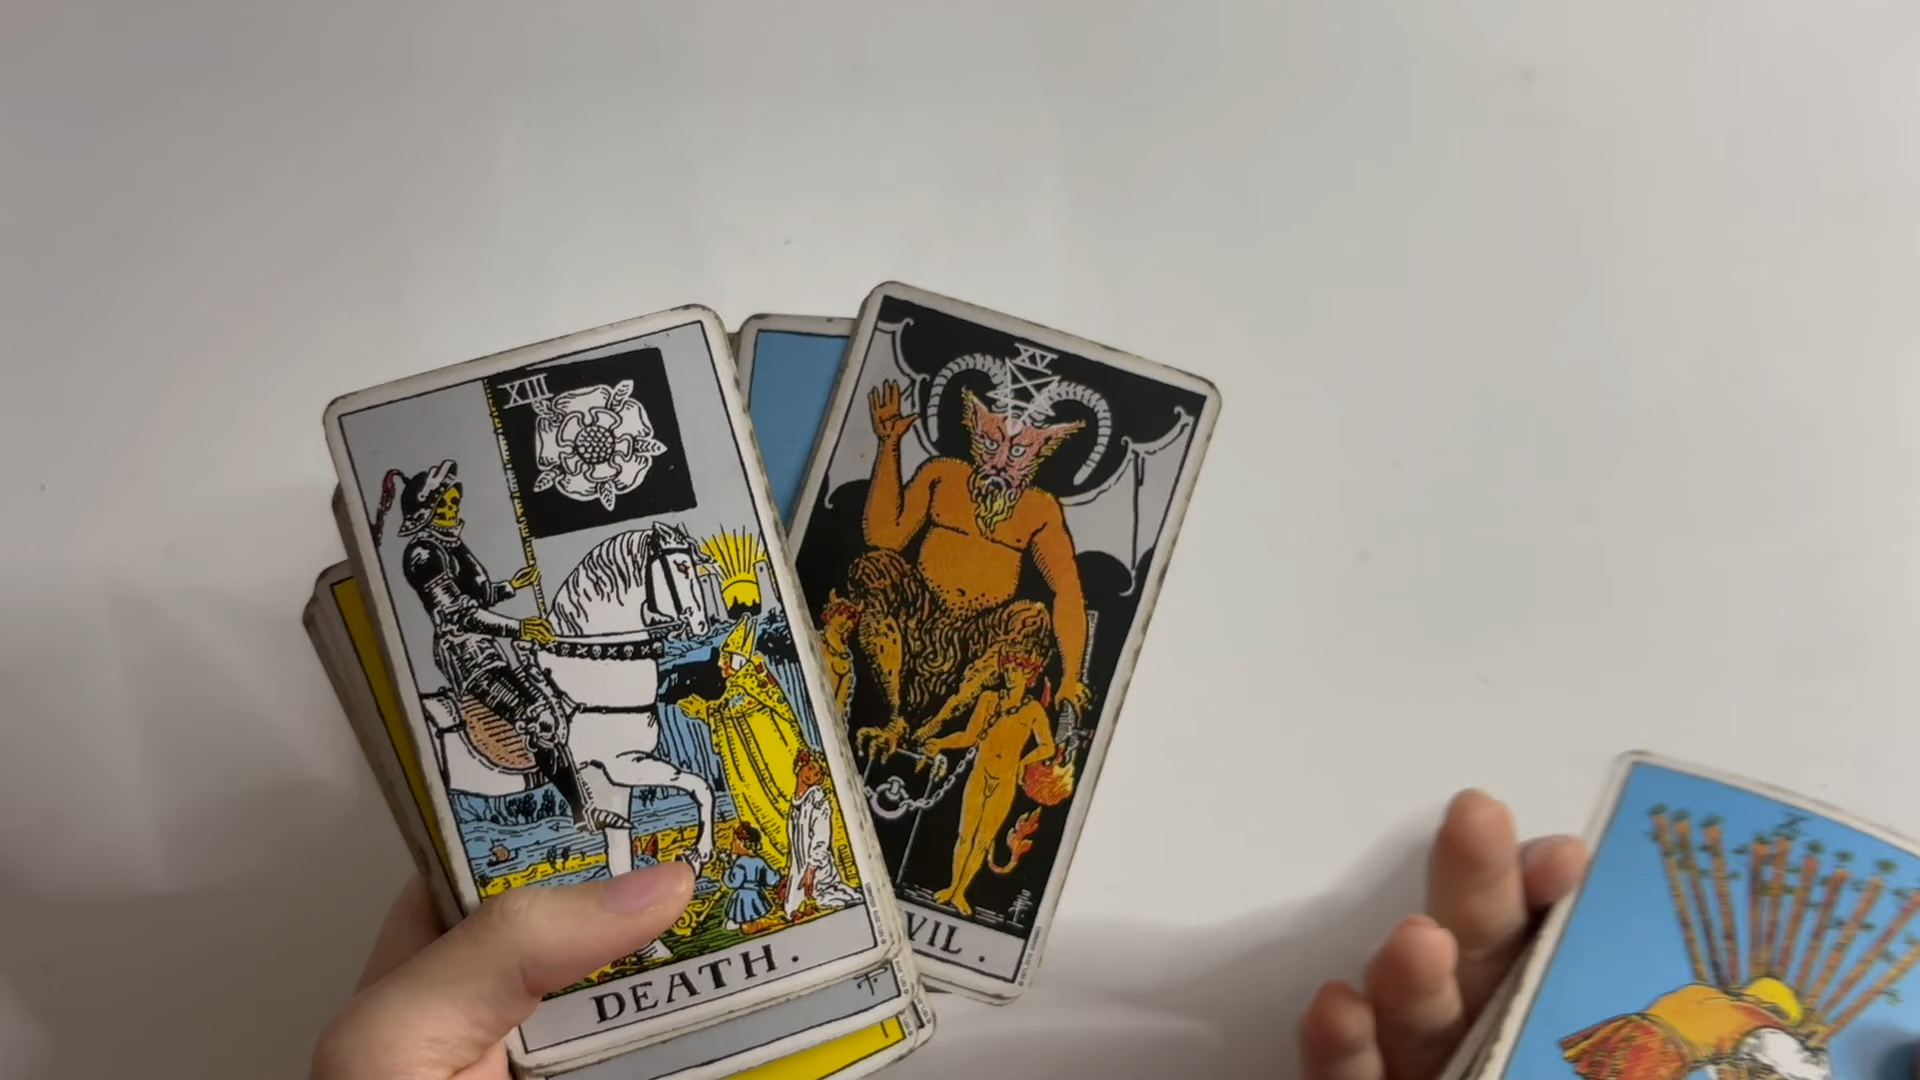 XIII
DEATH.
XV
VIL.
X